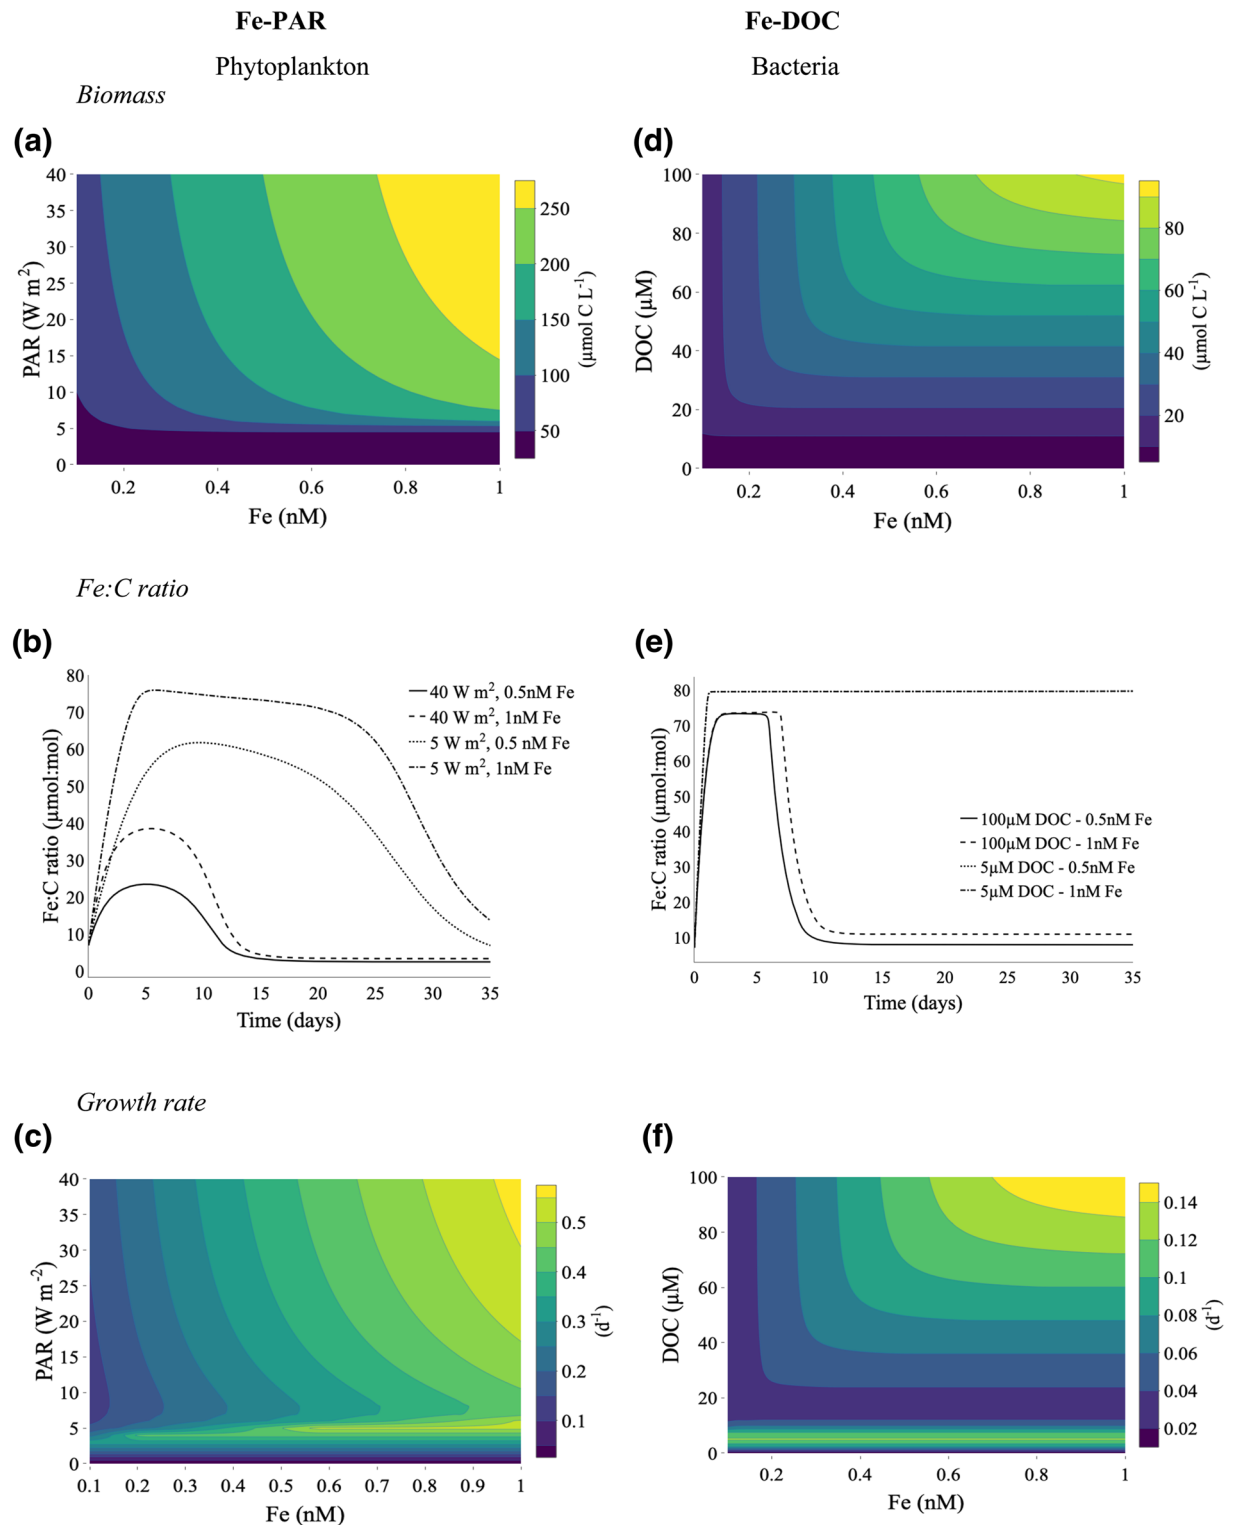 Fe-PAR
Fe-DOC
Phytoplankton
Bacteria
Biomass
(a)
40
35
30
25
20
15
10
5
0
PAR (W m2)
0.2
0.4
0.6
0.8
1
Fe (nM)
250
200
150
100
50
(µmol C L-1)
(d)
100
80
60
40
20
0
DOC (µM)
0.2
0.4
0.6
0.8
1
Fe (nM)
80
60
40
20
(µmol C L-1)
Fe:C ratio
(b)
80
70
60
50
40
30
20
10
0
Fe:C ratio (µmol:mol)
40 W m2, 0.5nM Fe
40 W m2, 1nM Fe
5 W m2, 0.5 nM Fe
5 W m2, 1nM Fe
0
5
10
15
20
25
30
35
Time (days)
(e)
80
70
60
50
40
30
20
10
Fe:C ratio (µmol:mol)
100µM DOC - 0.5nM Fe
100µM DOC - 1nM Fe
5µM DOC - 0.5nM Fe
5µM DOC - 1nM Fe
0
5
10
15
20
25
30
35
Time (days)
Growth rate
(c)
40
35
30
25
20
15
10
5
0
PAR (W m-2)
0.1
0.2
0.3
0.4
0.5
0.6
0.7
0.8
0.9
1
Fe (nM)
0.5
0.4
0.3
0.2
0.1
(d-1)
(f)
100
80
60
40
20
0
DOC (µM)
0.2
0.4
0.6
0.8
1
Fe (nM)
0.14
0.12
0.1
0.08
0.06
0.04
0.02
(d-1)